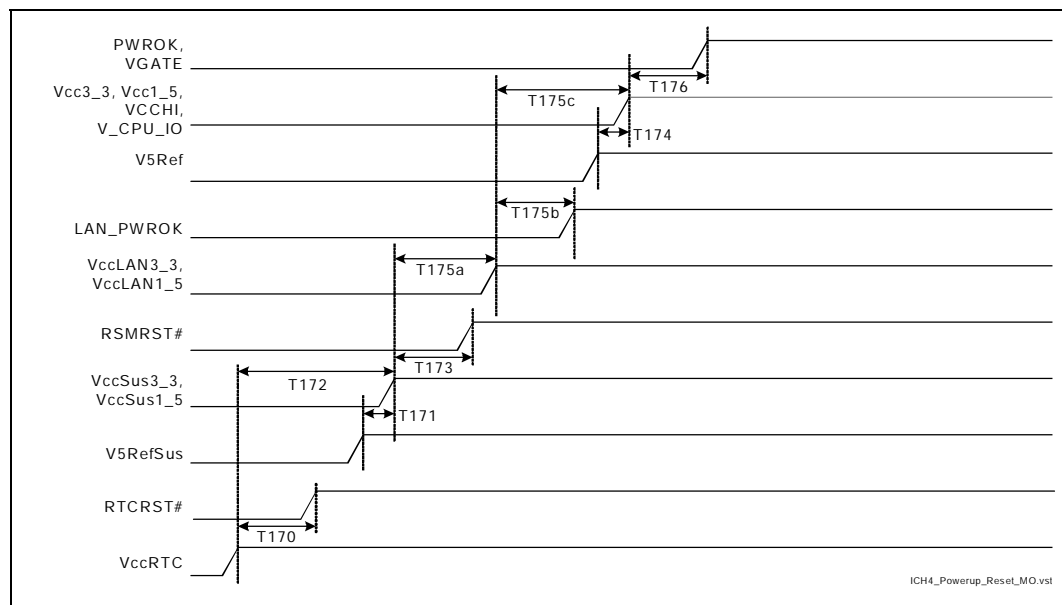 PWROK,
VGATE
T176
Vcc3_3, Vcc1_5,
VCCHI,
V_CPU_IO
T175c
T174
V5Ref
T175b
LAN_PWROK
VccLAN3_3,
VccLAN1_5
T175a
RSMRST#
T173
VccSus3_3,
VccSus1_5
T172
T171
V5RefSus
RTCRST#
T170
VccRTC
ICH4_Powerup_Reset_MO.vst